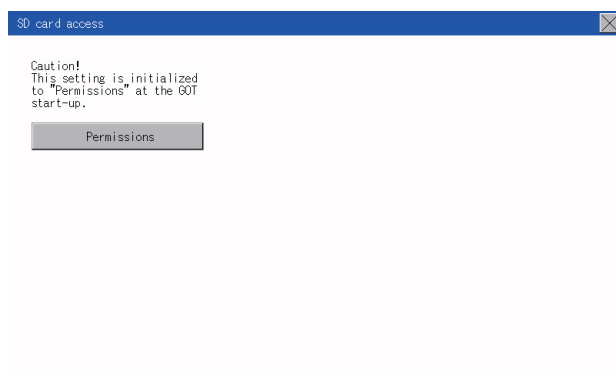 SD card access
Caution!
This setting is initialized
to "Permissions" at the GOT
start-up.
Permissions